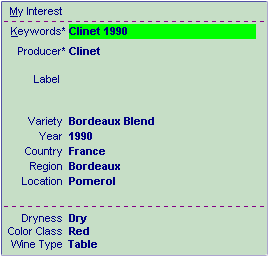 My Interest
Keywords* Clinet 1990
Producer* Clinet
Label
Variety Bordeaux Blend
Year 1990
Country France
Region Bordeaux
Location Pomerol
Dryness Dry
Color Class Red
Wine Type Table